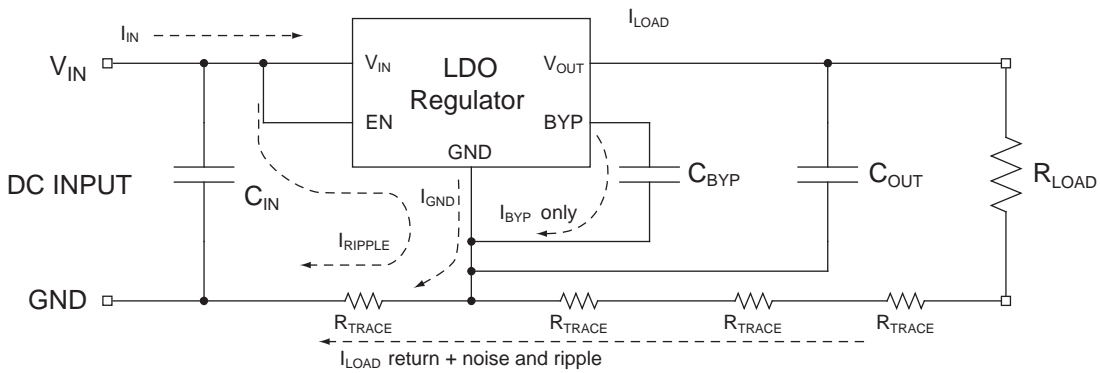 I_IN
I_LOAD
V_IN
V_IN
LDO
Regulator
V_OUT
EN
BYP
GND
DC INPUT
C_IN
I_GND
C_BYP
C_OUT
R_LOAD
I_BYP only
I_RIPPLE
GND
R_TRACE
R_TRACE
R_TRACE
R_TRACE
I_LOAD return + noise and ripple